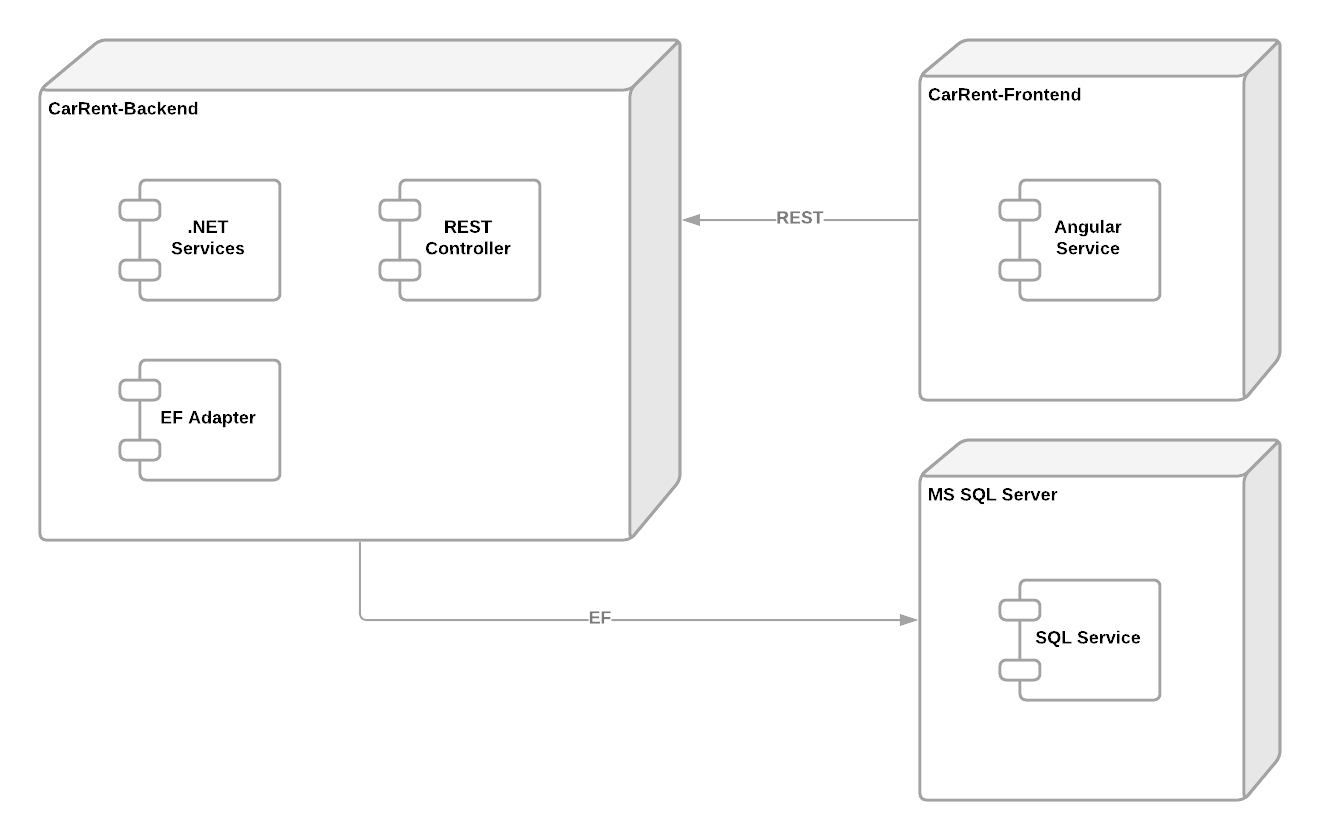 CarRent-Backend
.NET
Services
REST
Controller
EF Adapter
REST
CarRent-Frontend
Angular
Service
EF
MS SQL Server
SQL Service